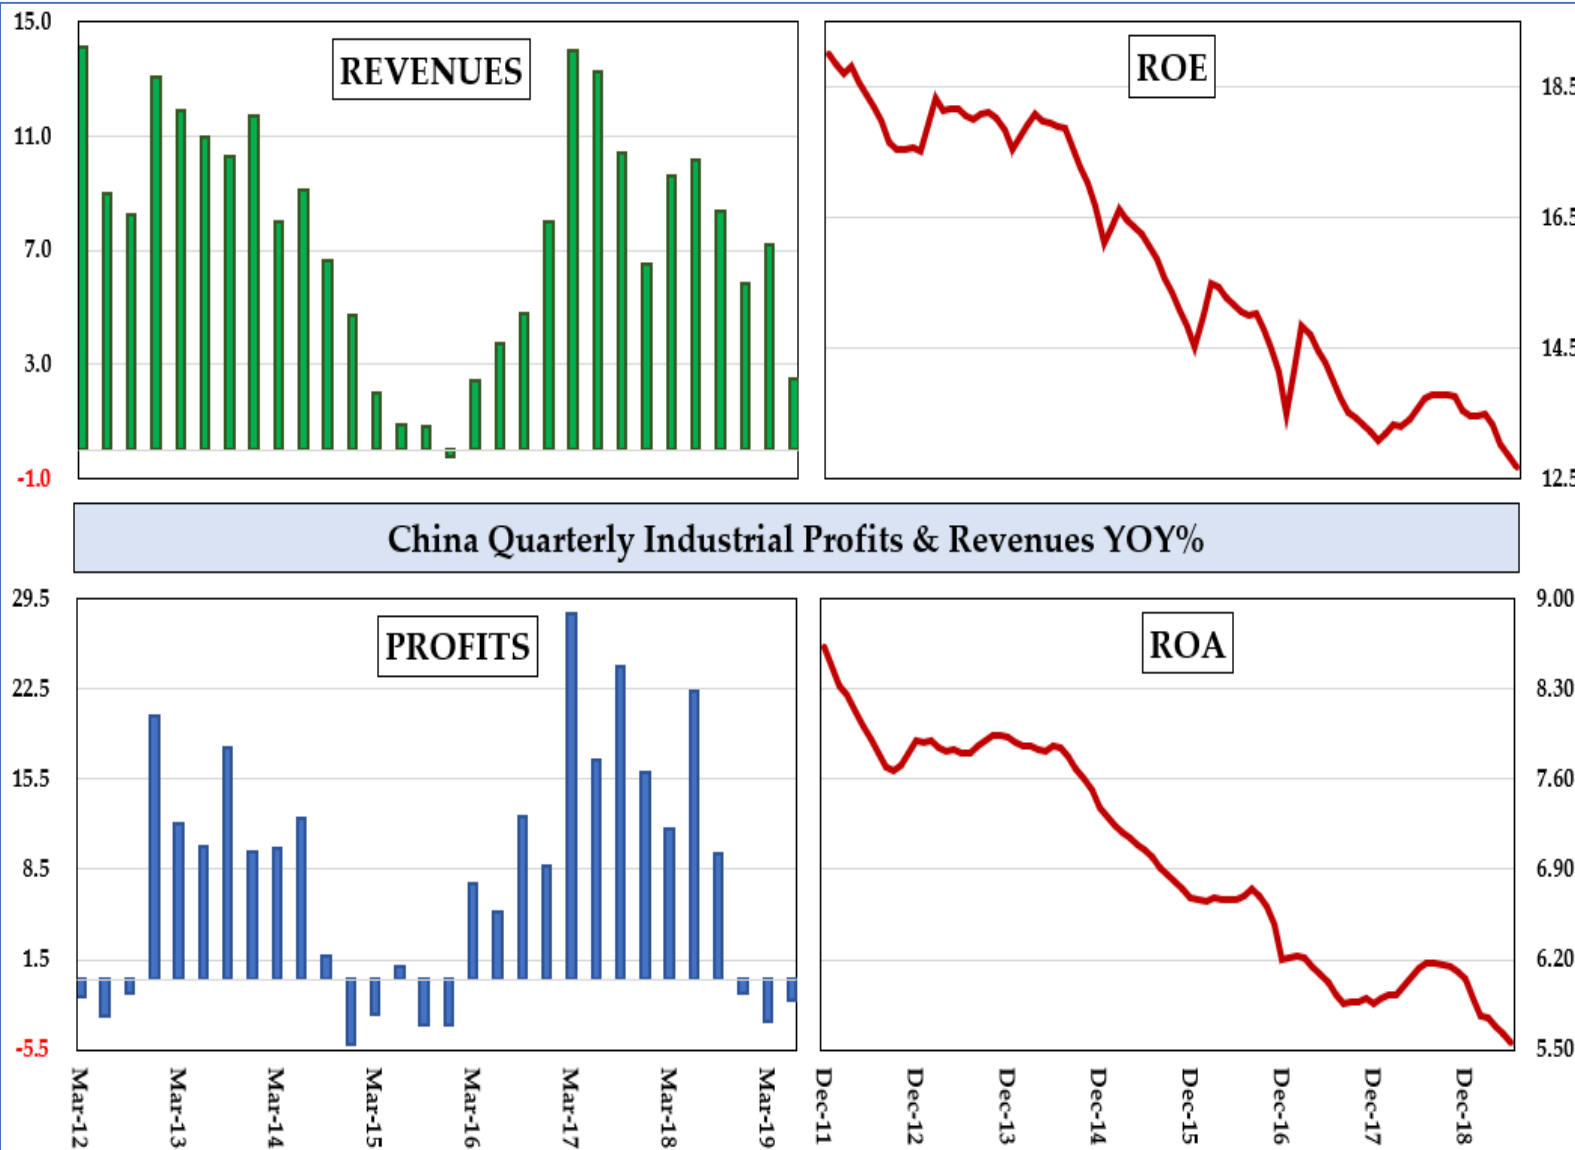 REVENUES
15.0
11.0
7.0
3.0
-1.0
ROE
18.5
16.5
14.5
12.5
China Quarterly Industrial Profits & Revenues YOY%
PROFITS
29.5
22.5
15.5
8.5
1.5
-5.5
Mar-12
Mar-13
Mar-14
Mar-15
Mar-16
Mar-17
Mar-18
Mar-19
ROA
9.00
8.30
7.60
6.90
6.20
5.50
Dec-11
Dec-12
Dec-13
Dec-14
Dec-15
Dec-16
Dec-17
Dec-18